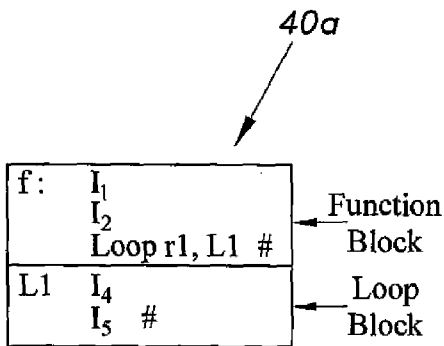 40a
f: I₁
I₂
Loop r1, L1 #
Function
Block
L1 I₄
I₅ #
Loop
Block